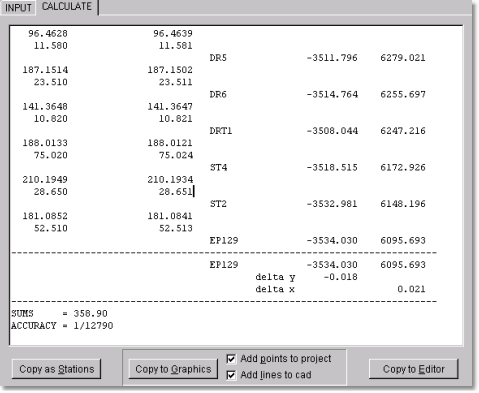 INPUT CALCULATE
96.4628 96.4639
11.580 11.581
DR5 -3511.796 6279.021
187.1514 187.1502
23.510 23.511
DR6 -3514.764 6255.697
141.3648 141.3647
10.820 10.821
DRT1 -3508.044 6247.216
188.0133 188.0121
75.020 75.024
ST4 -3518.515 6172.926
210.1949 210.1934
28.650 28.651
ST2 -3532.981 6148.196
181.0852 181.0841
52.510 52.513
EP129 -3534.030 6095.693
EP129 -3534.030 6095.693
delta y -0.018
delta x 0.021
SUMS = 358.90
ACCURACY = 1/12790
Copy as Stations
Copy to Graphics
Add points to project
Add lines to cad
Copy to Editor